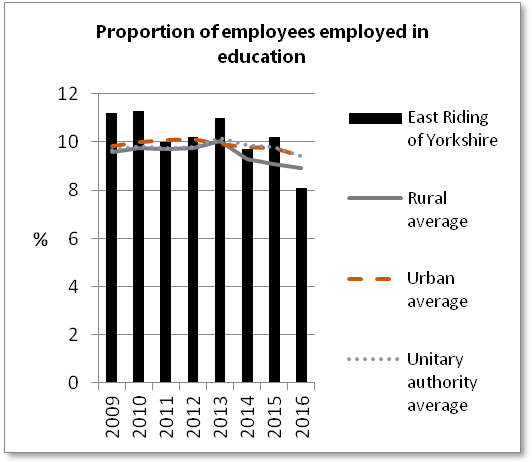 Proportion of employees employed in
education
12
10
8
6
4
2
0
%
2009
2010
2011
2012
2013
2014
2015
2016
East Riding
of Yorkshire
Rural
average
Urban
average
Unitary
authority
average